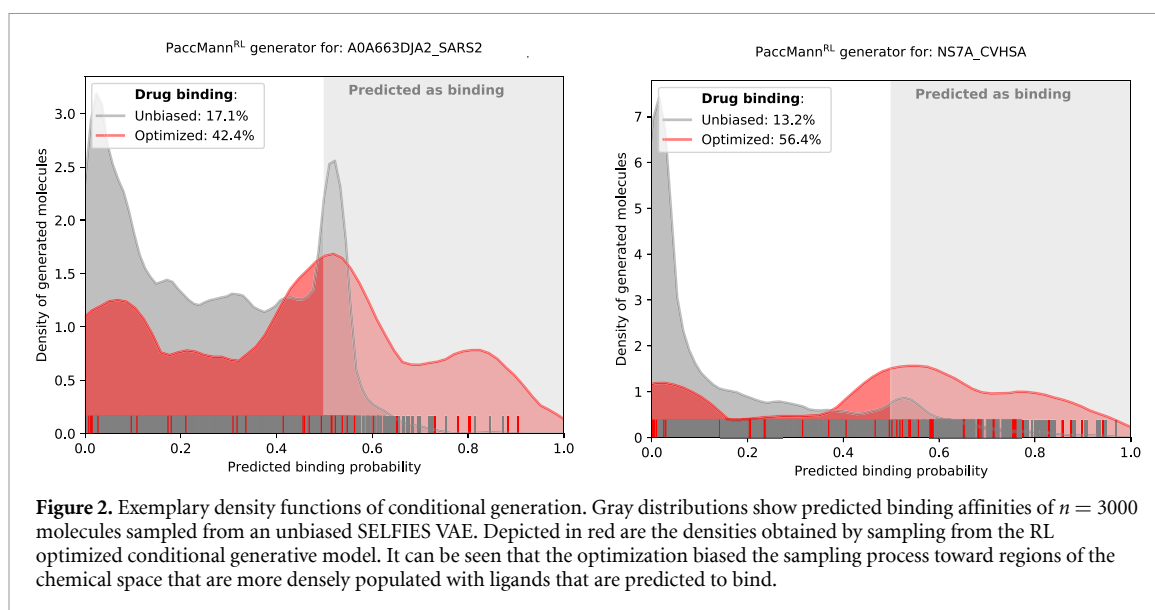 PaccMannᴿᴸ generator for: A0A663DJA2_SARS2
Drug binding:
Unbiased: 17.1%
Optimized: 42.4%
Predicted as binding
Density of generated molecules
3.0
2.5
2.0
1.5
1.0
0.5
0.0
0.0 0.2 0.4 0.6 0.8 1.0
Predicted binding probability
PaccMannᴿᴸ generator for: NS7A_CVHSA
Drug binding:
Unbiased: 13.2%
Optimized: 56.4%
Predicted as binding
Density of generated molecules
7
6
5
4
3
2
1
0
0.0 0.2 0.4 0.6 0.8 1.0
Predicted binding probability
Figure 2. Exemplary density functions of conditional generation. Gray distributions show predicted binding affinities of n = 3000
molecules sampled from an unbiased SELFIES VAE. Depicted in red are the densities obtained by sampling from the RL
optimized conditional generative model. It can be seen that the optimization biased the sampling process toward regions of the
chemical space that are more densely populated with ligands that are predicted to bind.